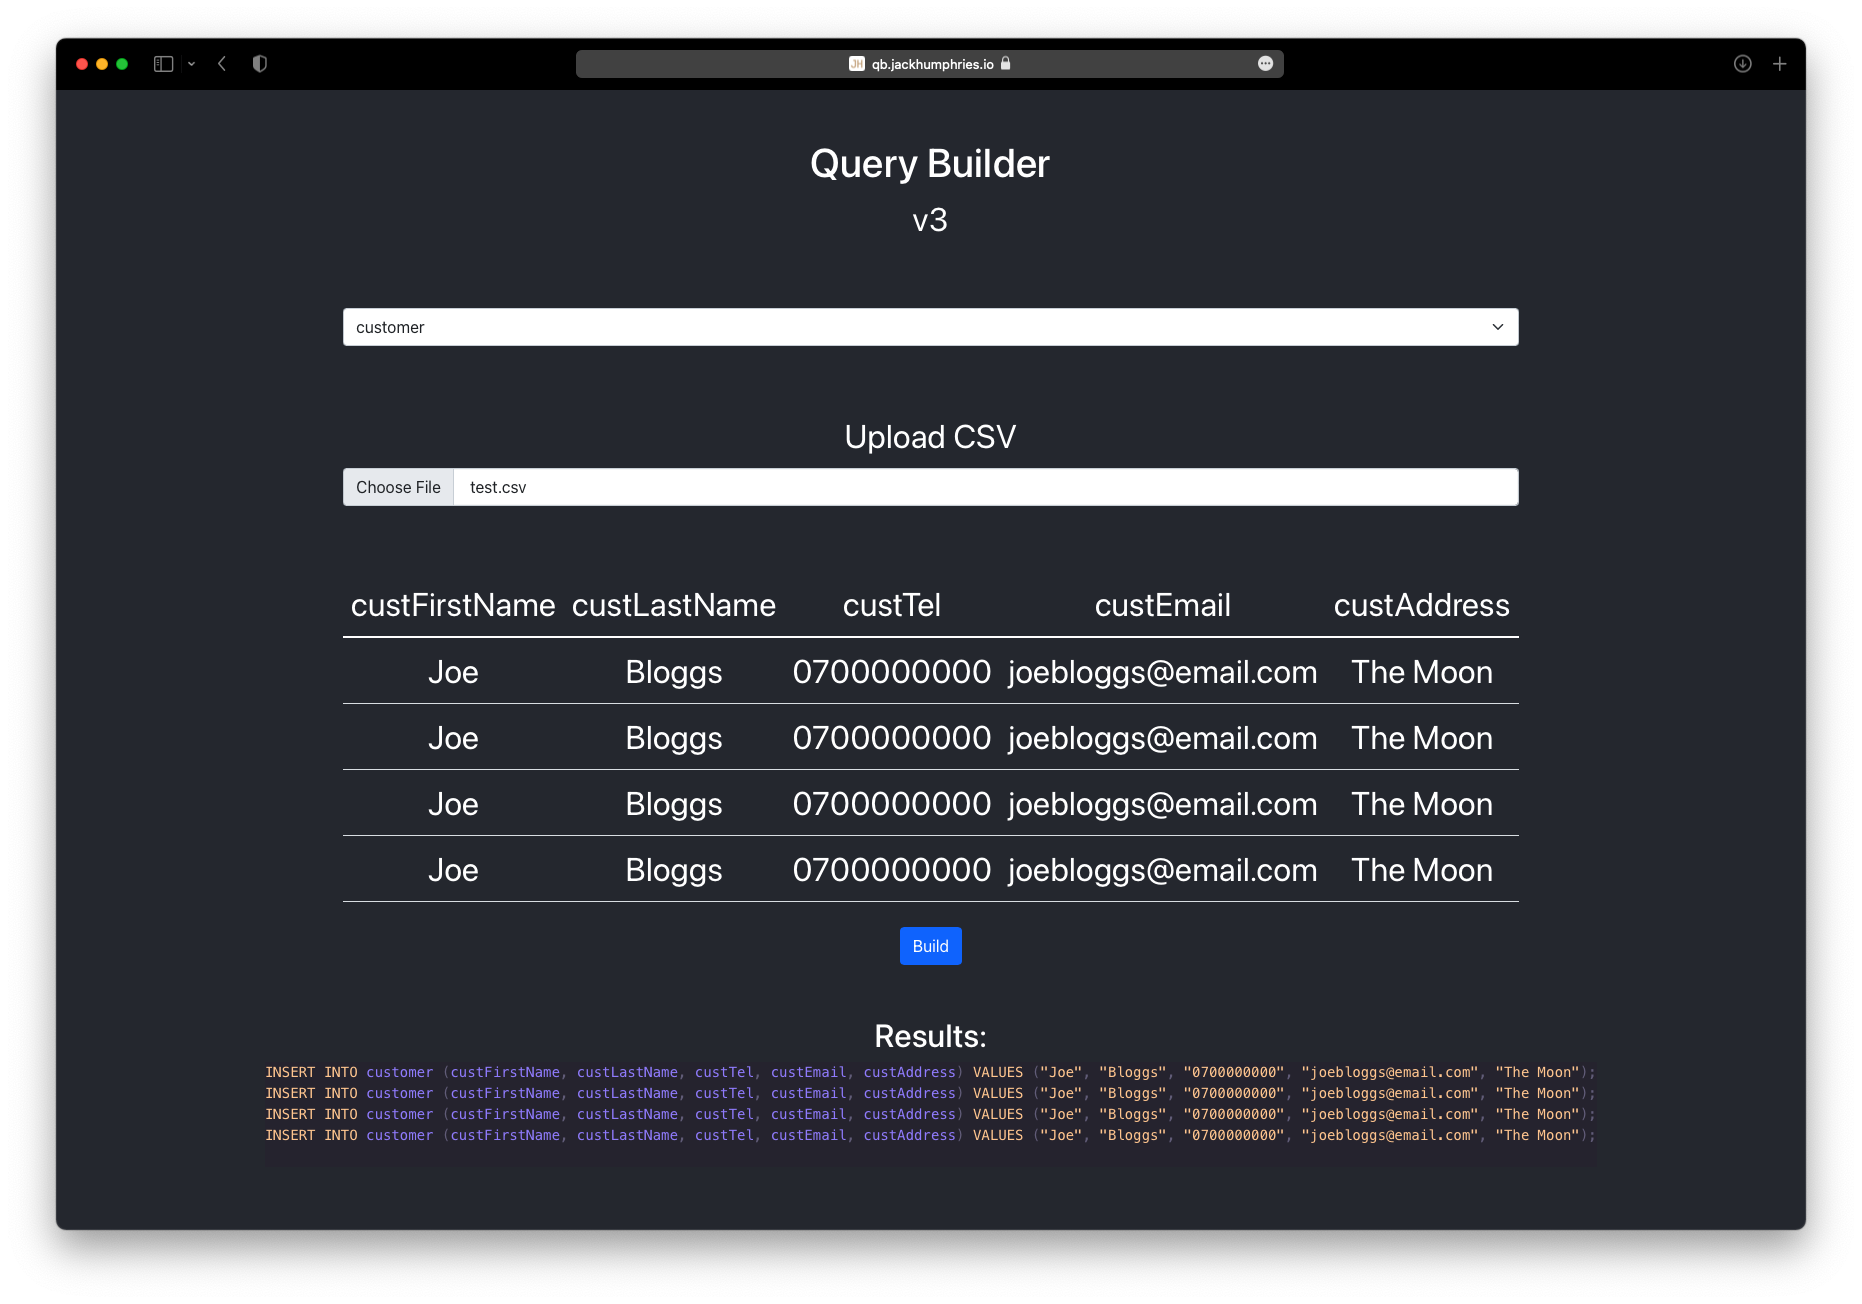 JH qb.jackhumphries.io
Query Builder
v3
customer
Upload CSV
Choose File test.csv
custFirstName custLastName custTel custEmail custAddress
Joe Bloggs 0700000000 joebloggs@email.com The Moon
Joe Bloggs 0700000000 joebloggs@email.com The Moon
Joe Bloggs 0700000000 joebloggs@email.com The Moon
Joe Bloggs 0700000000 joebloggs@email.com The Moon
Build
Results:
INSERT INTO customer (custFirstName, custLastName, custTel, custEmail, custAddress) VALUES ("Joe", "Bloggs", "0700000000", "joebloggs@email.com", "The Moon");
INSERT INTO customer (custFirstName, custLastName, custTel, custEmail, custAddress) VALUES ("Joe", "Bloggs", "0700000000", "joebloggs@email.com", "The Moon");
INSERT INTO customer (custFirstName, custLastName, custTel, custEmail, custAddress) VALUES ("Joe", "Bloggs", "0700000000", "joebloggs@email.com", "The Moon");
INSERT INTO customer (custFirstName, custLastName, custTel, custEmail, custAddress) VALUES ("Joe", "Bloggs", "0700000000", "joebloggs@email.com", "The Moon");